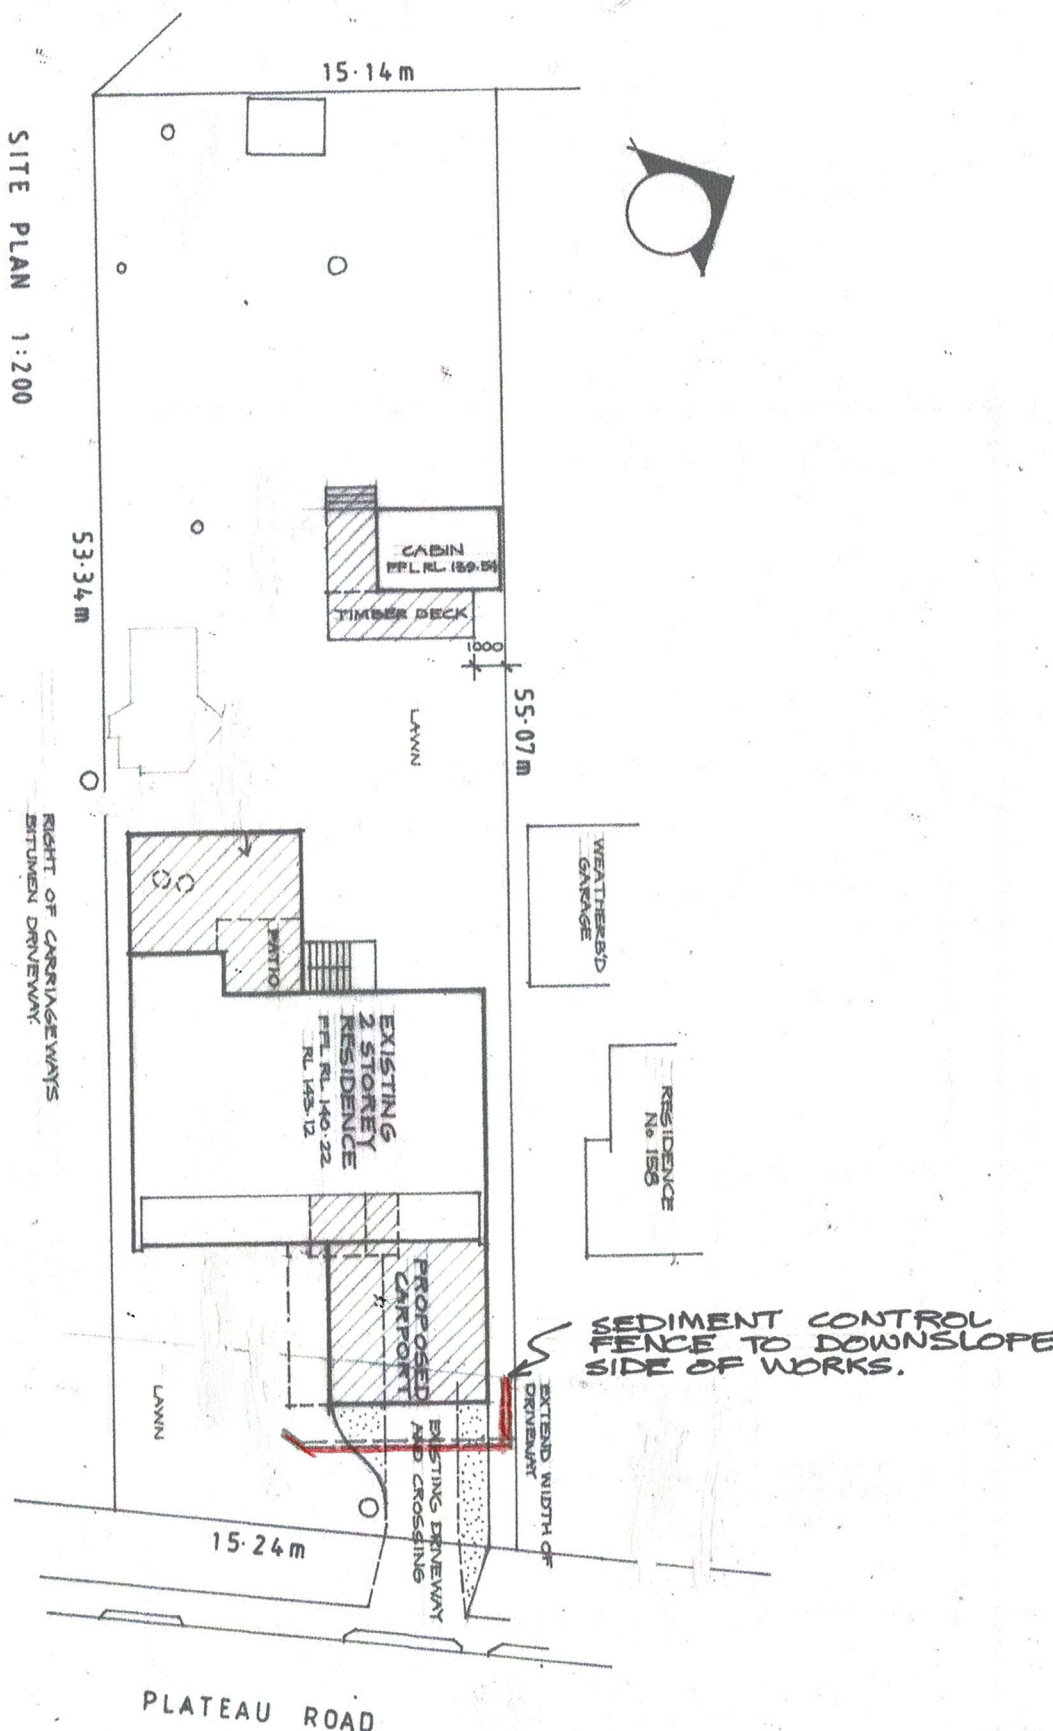 15.14m
SITE PLAN 1:200
53.34m
CABIN
FFL RL. 139.51
TIMBER DECK
1000
55.07m
LAWN
WEATHERB'D
GARAGE
RIGHT OF CARRIAGEWAYS
BITUMEN DRIVEWAY.
PATIO
EXISTING
2 STOREY
RESIDENCE
FFL RL 140.22
RL 143.12
RESIDENCE
No 158
PROPOSED
CARPORT
SEDIMENT CONTROL
FENCE TO DOWNSLOPE
SIDE OF WORKS.
EXTEND WIDTH OF
DRIVEWAY
LAWN
EXISTING DRIVEWAY
AND CROSSING
15.24m
PLATEAU ROAD